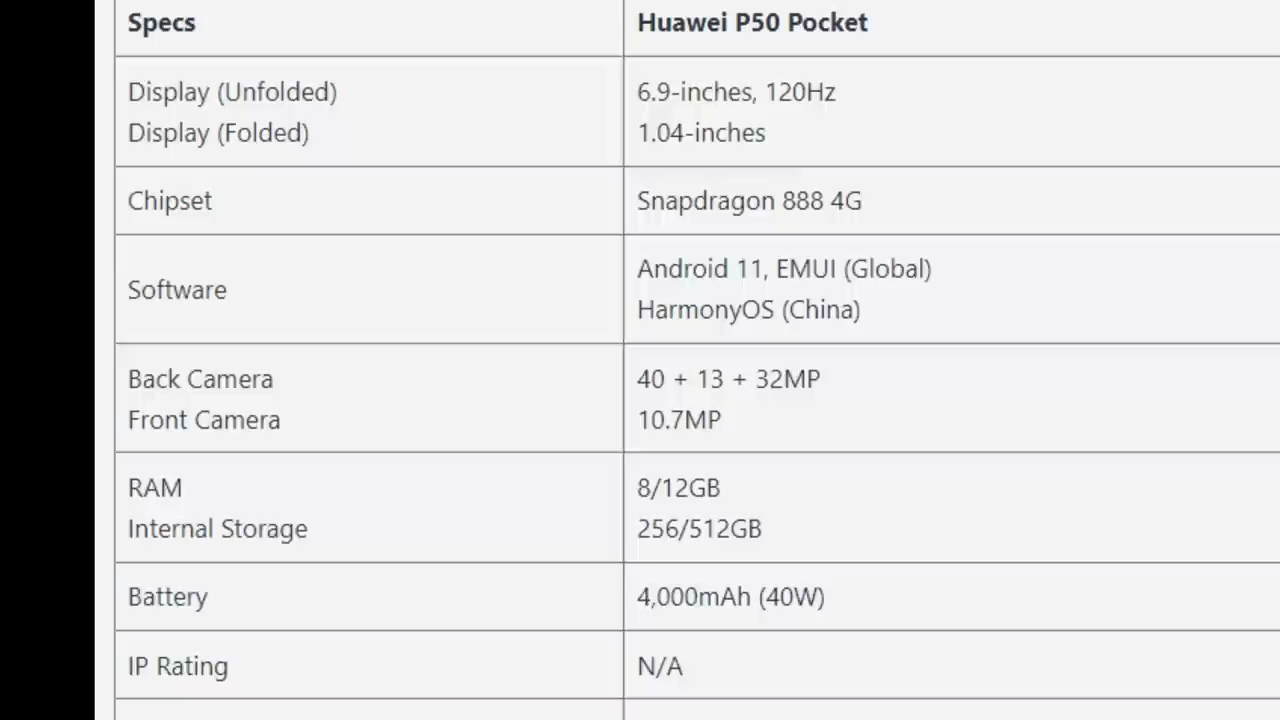 Specs
Huawei P50 Pocket
Display (Unfolded)
Display (Folded)
6.9-inches, 120Hz
1.04-inches
Chipset
Snapdragon 888 4G
Software
Android 11, EMUI (Global)
HarmonyOS (China)
Back Camera
Front Camera
40 + 13 + 32MP
10.7MP
RAM
Internal Storage
8/12GB
256/512GB
Battery
4,000mAh (40W)
IP Rating
N/A